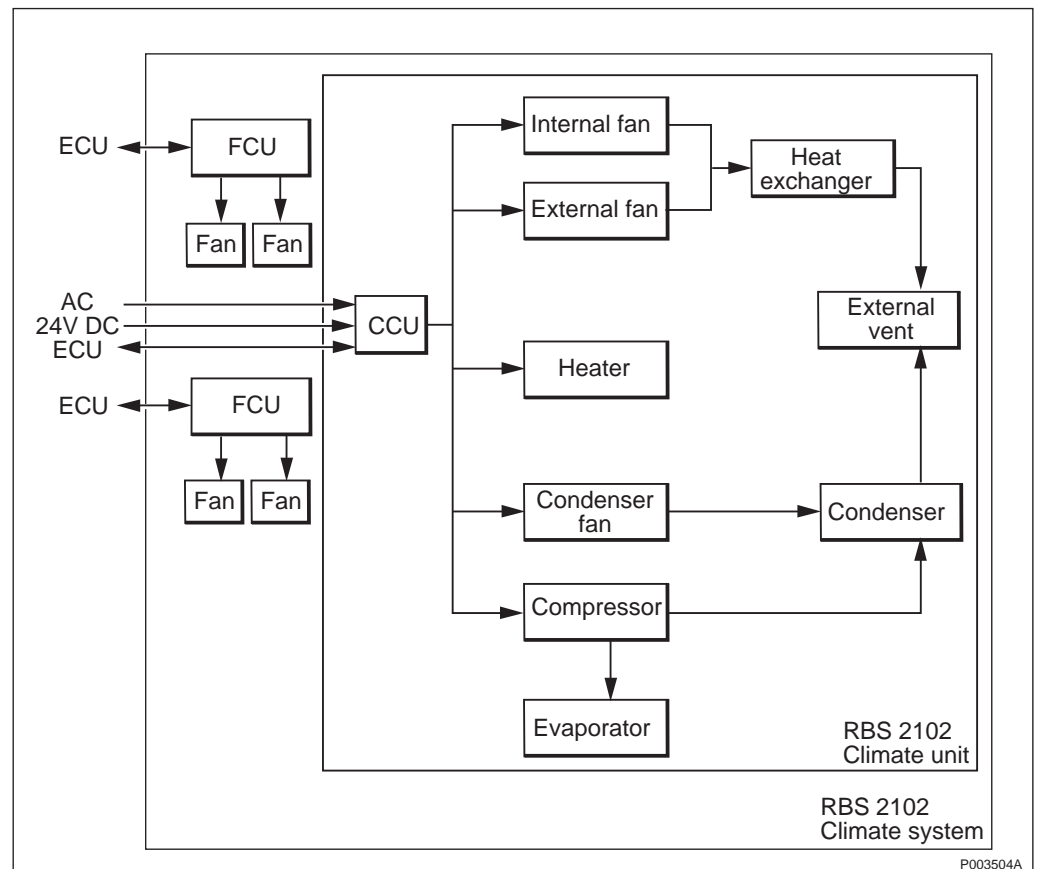 ECU
FCU
Fan
Fan
AC
24V DC
ECU
CCU
ECU
FCU
Fan
Fan
Internal fan
External fan
Heat
exchanger
External
vent
Heater
Condenser
fan
Condenser
Compressor
Evaporator
RBS 2102
Climate unit
RBS 2102
Climate system
P003504A